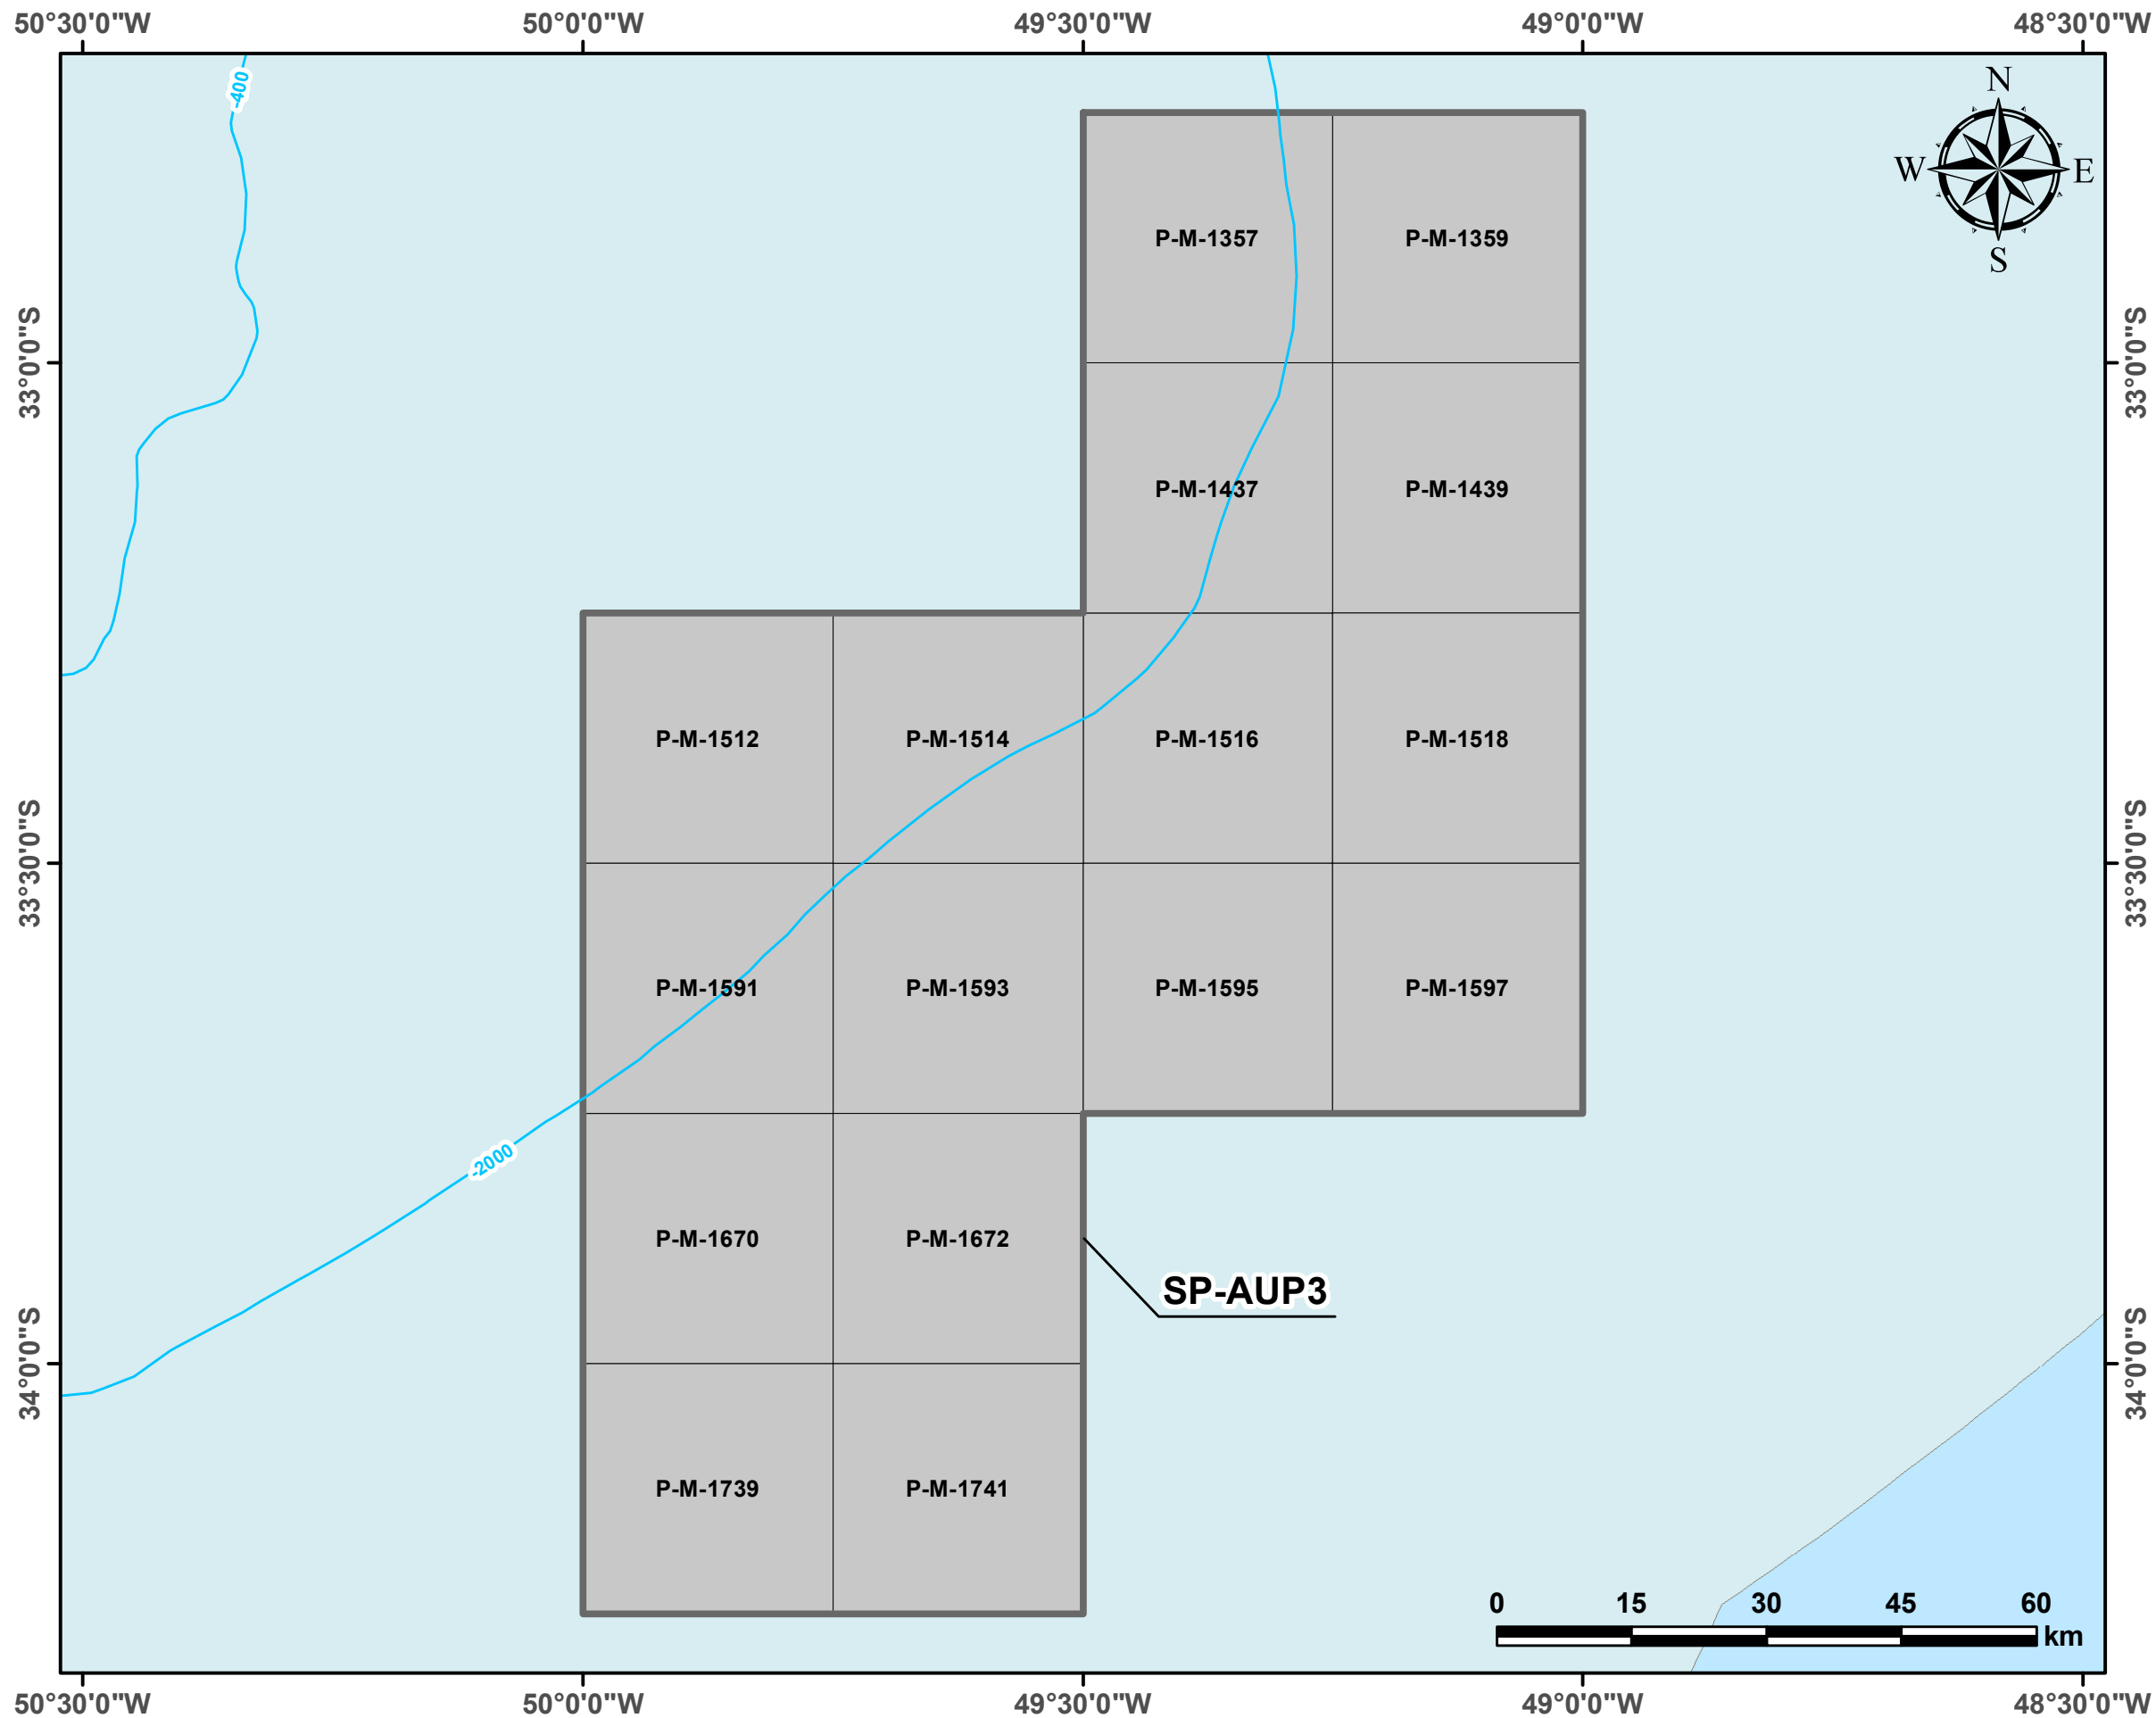 50°30'0"W 50°0'0"W 49°30'0"W 49°0'0"W 48°30'0"W
-400
N
W E
S
P-M-1357 P-M-1359
33°0'0"S 33°0'0"S
P-M-1437 P-M-1439
P-M-1512 P-M-1514 P-M-1516 P-M-1518
33°30'0"S 33°30'0"S
P-M-1591 P-M-1593 P-M-1595 P-M-1597
-2000
P-M-1670 P-M-1672
SP-AUP3
34°0'0"S 34°0'0"S
P-M-1739 P-M-1741
0 15 30 45 60
km
50°30'0"W 50°0'0"W 49°30'0"W 49°0'0"W 48°30'0"W